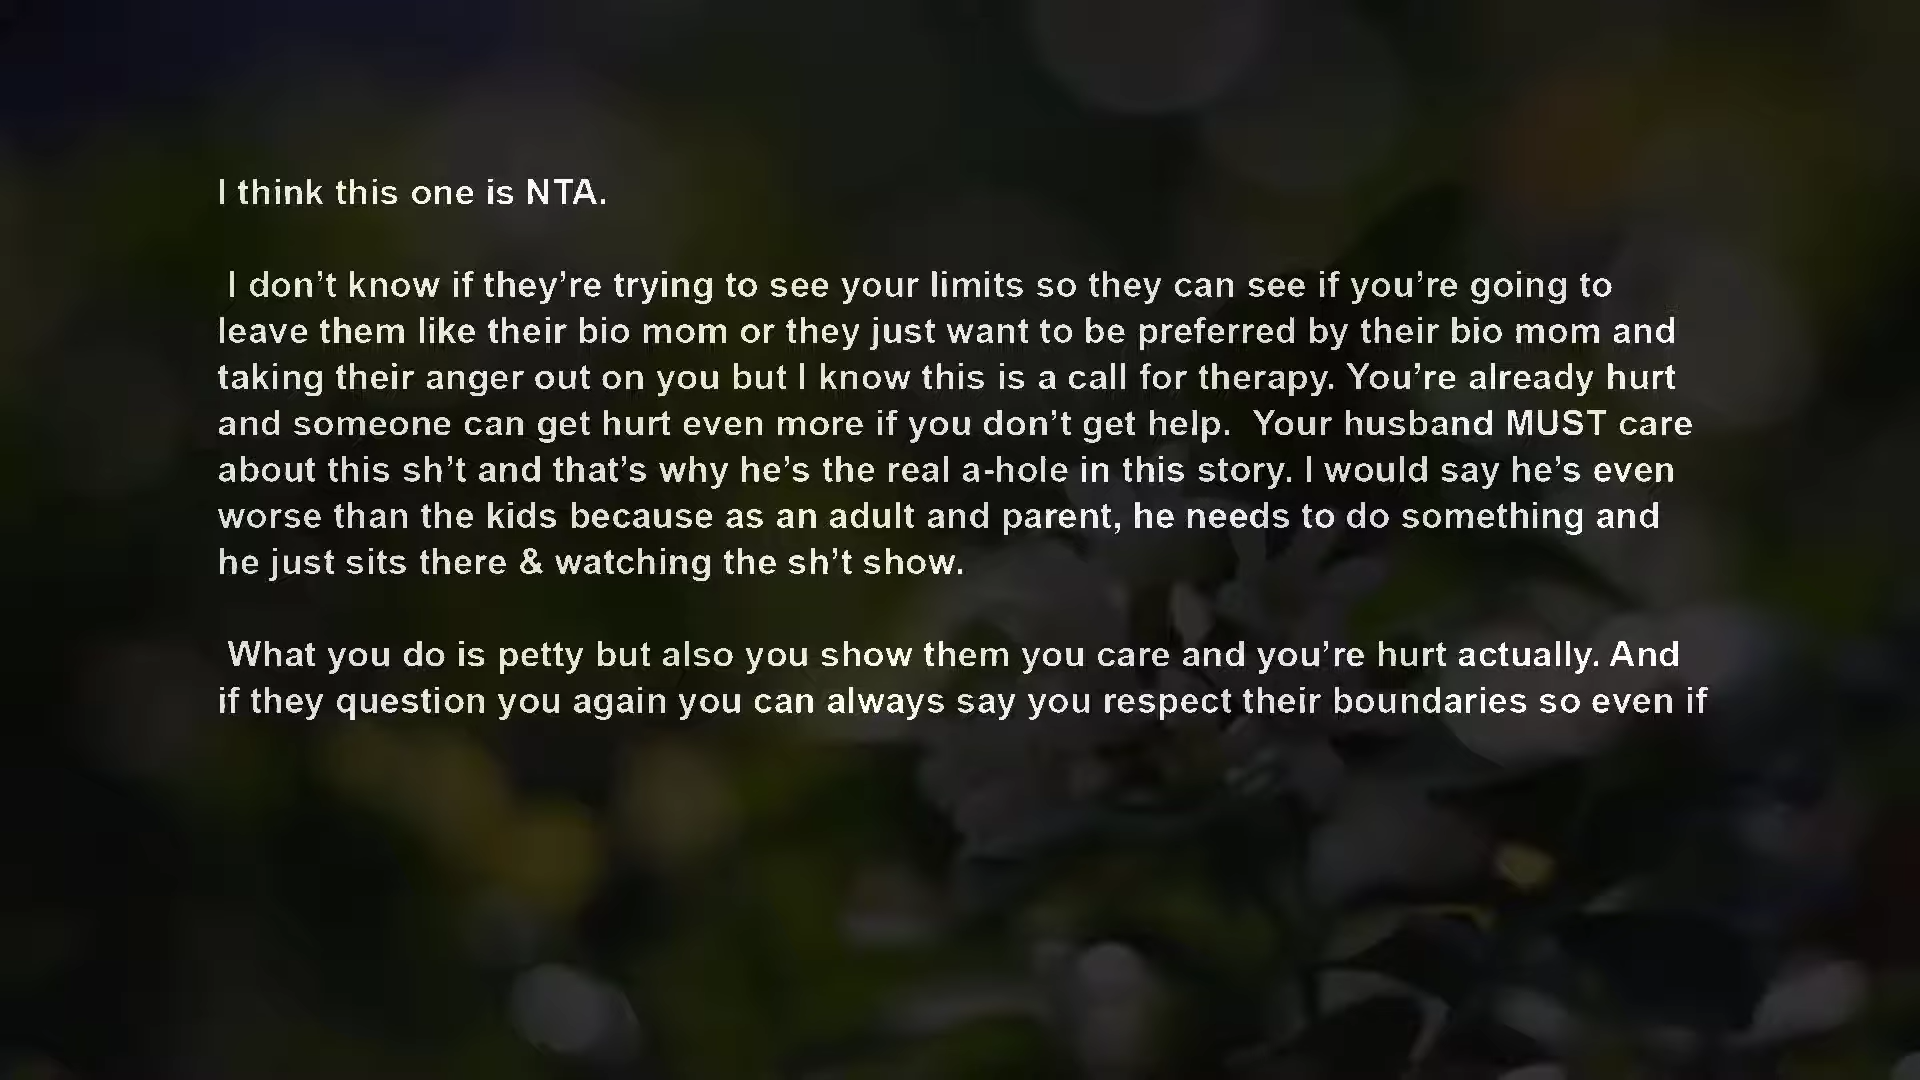 I think this one is NTA.
I don’t know if they’re trying to see your limits so they can see if you’re going to
leave them like their bio mom or they just want to be preferred by their bio mom and
taking their anger out on you but I know this is a call for therapy. You’re already hurt
and someone can get hurt even more if you don’t get help.  Your husband MUST care
about this sh’t and that’s why he’s the real a-hole in this story. I would say he’s even
worse than the kids because as an adult and parent, he needs to do something and
he just sits there & watching the sh’t show.
What you do is petty but also you show them you care and you’re hurt actually. And
if they question you again you can always say you respect their boundaries so even if